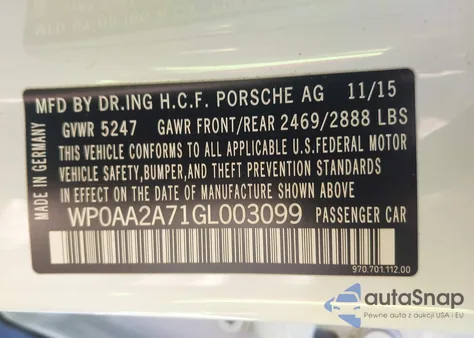 MFD BY DR.ING H.C.F. PORSCHE AG 11/15
GVWR 5247 GAWR FRONT/REAR 2469/2888 LBS
THIS VEHICLE CONFORMS TO ALL APPLICABLE U.S.FEDERAL MOTOR
VEHICLE SAFETY,BUMPER,AND THEFT PREVENTION STANDARDS
IN EFFECT ON THE DATE OF MANUFACTURE SHOWN ABOVE.
WP0AA2A71GL003099 PASSENGER CAR
MADE IN GERMANY
970.701.112.00
autoSnap
Pewne auta z aukcji USA i EU